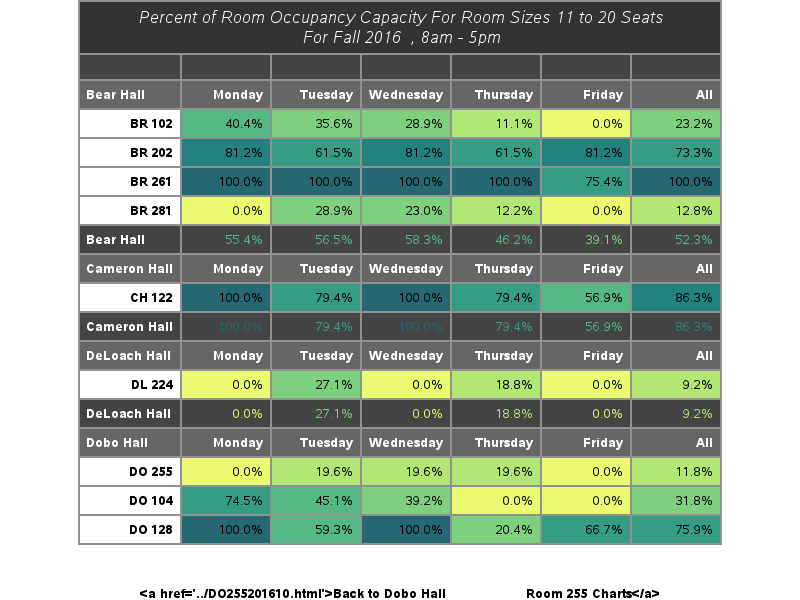 Percent of Room Occupancy Capacity For Room Sizes 11 to 20 Seats
For Fall 2016 , 8am - 5pm
Bear Hall Monday Tuesday Wednesday Thursday Friday All
BR 102 40.4% 35.6% 28.9% 11.1% 0.0% 23.2%
BR 202 81.2% 61.5% 81.2% 61.5% 81.2% 73.3%
BR 261 100.0% 100.0% 100.0% 100.0% 75.4% 100.0%
BR 281 0.0% 28.9% 23.0% 12.2% 0.0% 12.8%
Bear Hall 55.4% 56.5% 58.3% 46.2% 39.1% 52.3%
Cameron Hall Monday Tuesday Wednesday Thursday Friday All
CH 122 100.0% 79.4% 100.0% 79.4% 56.9% 86.3%
Cameron Hall 100.0% 79.4% 100.0% 79.4% 56.9% 86.3%
DeLoach Hall Monday Tuesday Wednesday Thursday Friday All
DL 224 0.0% 27.1% 0.0% 18.8% 0.0% 9.2%
DeLoach Hall 0.0% 27.1% 0.0% 18.8% 0.0% 9.2%
Dobo Hall Monday Tuesday Wednesday Thursday Friday All
DO 255 0.0% 19.6% 19.6% 19.6% 0.0% 11.8%
DO 104 74.5% 45.1% 39.2% 0.0% 0.0% 31.8%
DO 128 100.0% 59.3% 100.0% 20.4% 66.7% 75.9%
<a href='../DO255201610.html'>Back to Dobo Hall Room 255 Charts</a>